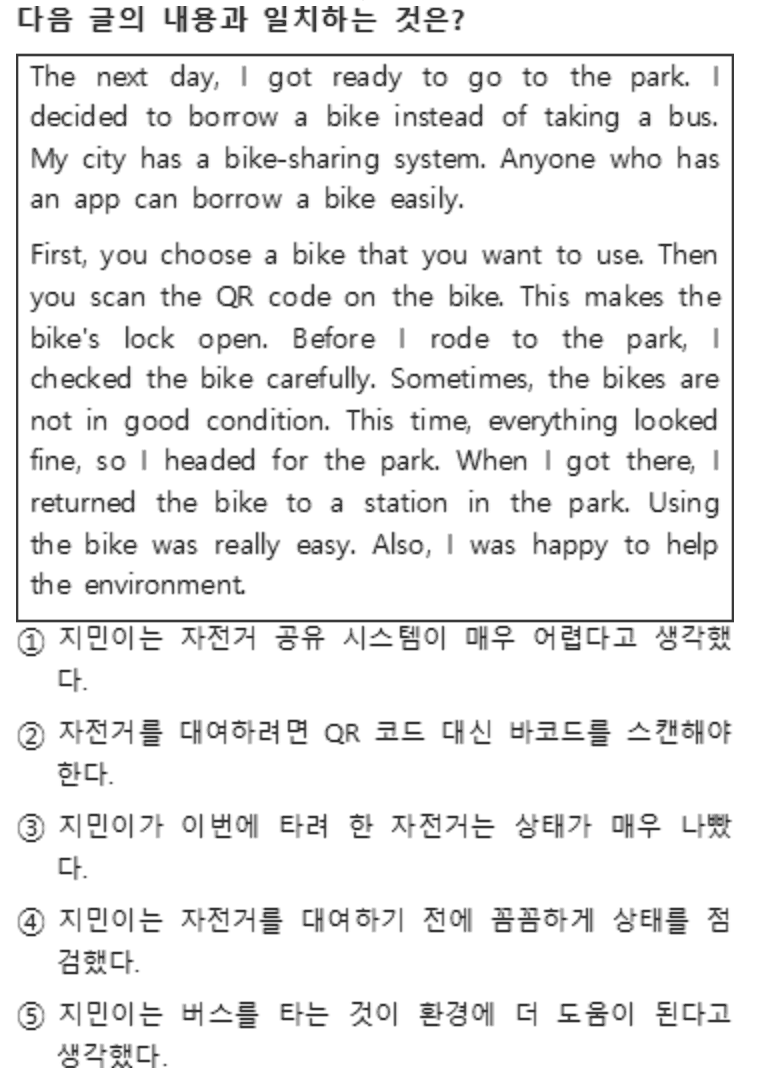 다음 글의 내용과 일치하는 것은?
The next day, I got ready to go to the park. I
decided to borrow a bike instead of taking a bus.
My city has a bike-sharing system. Anyone who has
an app can borrow a bike easily.
First, you choose a bike that you want to use. Then
you scan the QR code on the bike. This makes the
bike's lock open. Before I rode to the park, I
checked the bike carefully. Sometimes, the bikes are
not in good condition. This time, everything looked
fine, so I headed for the park. When I got there, I
returned the bike to a station in the park. Using
the bike was really easy. Also, I was happy to help
the environment.
① 지민이는 자전거 공유 시스템이 매우 어렵다고 생각했
다.
② 자전거를 대여하려면 QR 코드 대신 바코드를 스캔해야
한다.
③ 지민이가 이번에 타려 한 자전거는 상태가 매우 나빴
다.
④ 지민이는 자전거를 대여하기 전에 꼼꼼하게 상태를 점
검했다.
⑤ 지민이는 버스를 타는 것이 환경에 더 도움이 된다고
생각했다.